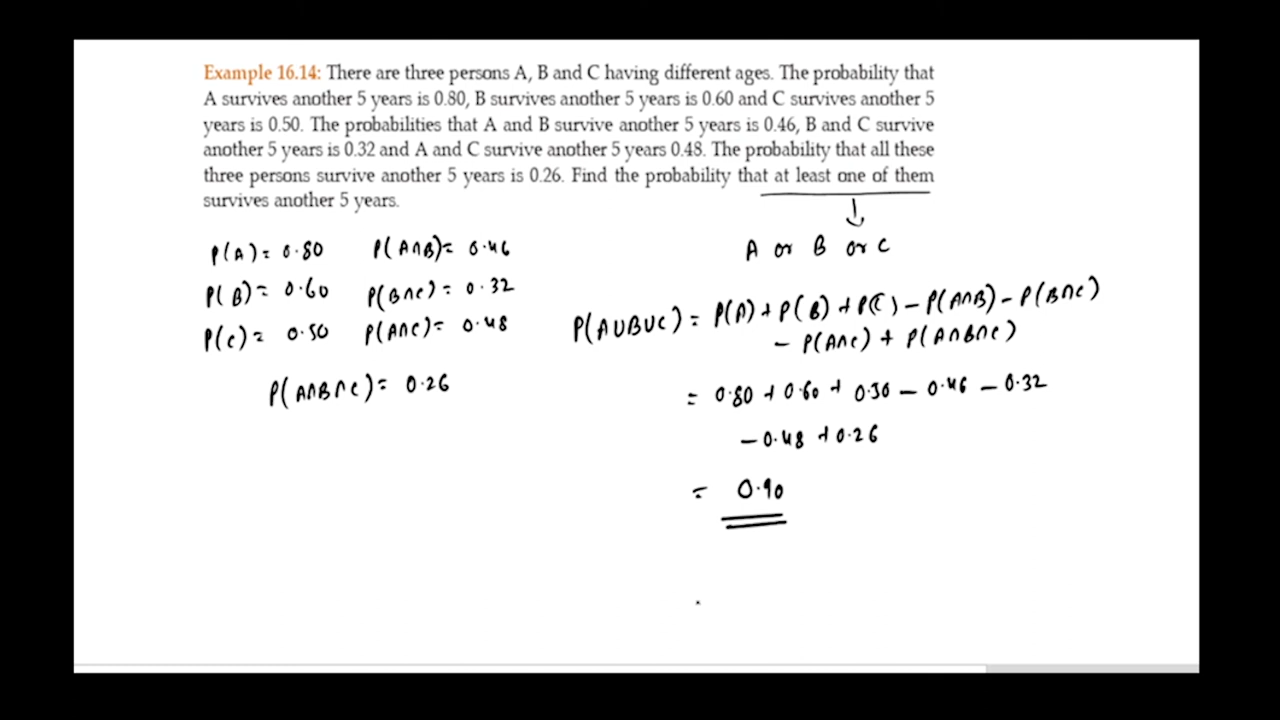 Example 16.14: There are three persons A, B and C having different ages. The probability that
A survives another 5 years is 0.80, B survives another 5 years is 0.60 and C survives another 5
years is 0.50. The probabilities that A and B survive another 5 years is 0.46, B and C survive
another 5 years is 0.32 and A and C survive another 5 years 0.48. The probability that all these
three persons survive another 5 years is 0.26. Find the probability that at least one of them
survives another 5 years.
P(A) = 0.80
P(B) = 0.60
P(C) = 0.50
P(A∩B) = 0.46
P(B∩C) = 0.32
P(A∩C) = 0.48
P(A∩B∩C) = 0.26
A or B or C
P(A∪B∪C) = P(A) + P(B) + P(C) - P(A∩B) - P(B∩C)
- P(A∩C) + P(A∩B∩C)
= 0.80 + 0.60 + 0.50 - 0.46 - 0.32
- 0.48 + 0.26
= 0.90